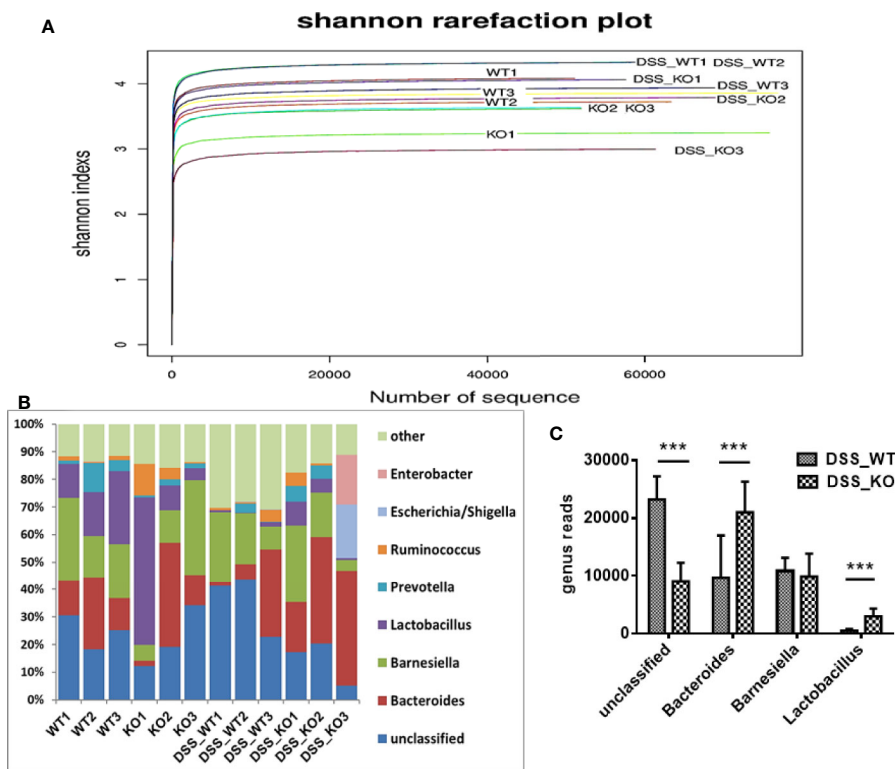 shannon rarefaction plot
A
shannon indexs
4
3
2
1
0
DSS_WT1 DSS_WT2
WT1
DSS_KO1
WT3
DSS_WT3
WT2
DSS_KO2
KO2 KO3
KO1
DSS_KO3
0 20000 40000 60000
Number of sequence
B
100%
90%
80%
70%
60%
50%
40%
30%
20%
10%
0%
WT1 WT2 WT3 KO1 KO2 KO3 DSS_WT1 DSS_WT2 DSS_WT3 DSS_KO1 DSS_KO2 DSS_KO3
other
Enterobacter
Escherichia/Shigella
Ruminococcus
Prevotella
Lactobacillus
Barnesiella
Bacteroides
unclassified
C
DSS_WT
DSS_KO
*** *** ***
genus reads
30000
20000
10000
0
unclassified Bacteroides Barnesiella Lactobacillus